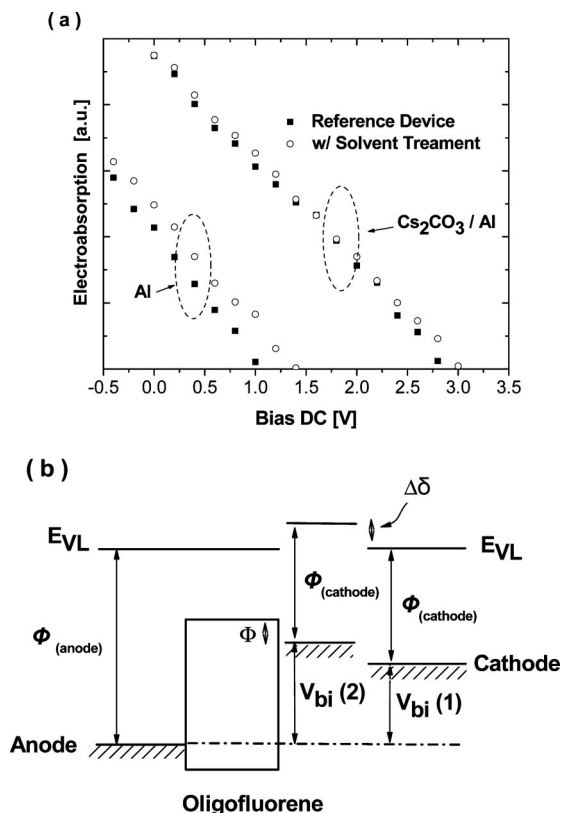 ( a )
Electroabsorption [a.u.]
Reference Device
w/ Solvent Treament
Cs2CO3 / Al
Al
-0.5 0.0 0.5 1.0 1.5 2.0 2.5 3.0 3.5
Bias DC [V]
( b )
Δδ
EVL EVL
Φ (cathode)
Φ (cathode)
Φ (anode)
Φ
Cathode
Vbi (2) Vbi (1)
Anode
Oligofluorene